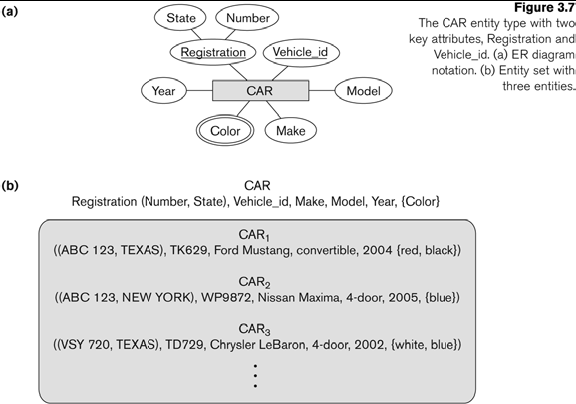 (a)
State
Number
Registration
Vehicle_id
Year
CAR
Model
Color
Make
Figure 3.7
The CAR entity type with two
key attributes, Registration and
Vehicle_id. (a) ER diagram
notation. (b) Entity set with
three entities.
(b)
CAR
Registration (Number, State), Vehicle_id, Make, Model, Year, {Color}
CAR₁
((ABC 123, TEXAS), TK629, Ford Mustang, convertible, 2004 {red, black})
CAR₂
((ABC 123, NEW YORK), WP9872, Nissan Maxima, 4-door, 2005, {blue})
CAR₃
((VSY 720, TEXAS), TD729, Chrysler LeBaron, 4-door, 2002, {white, blue})